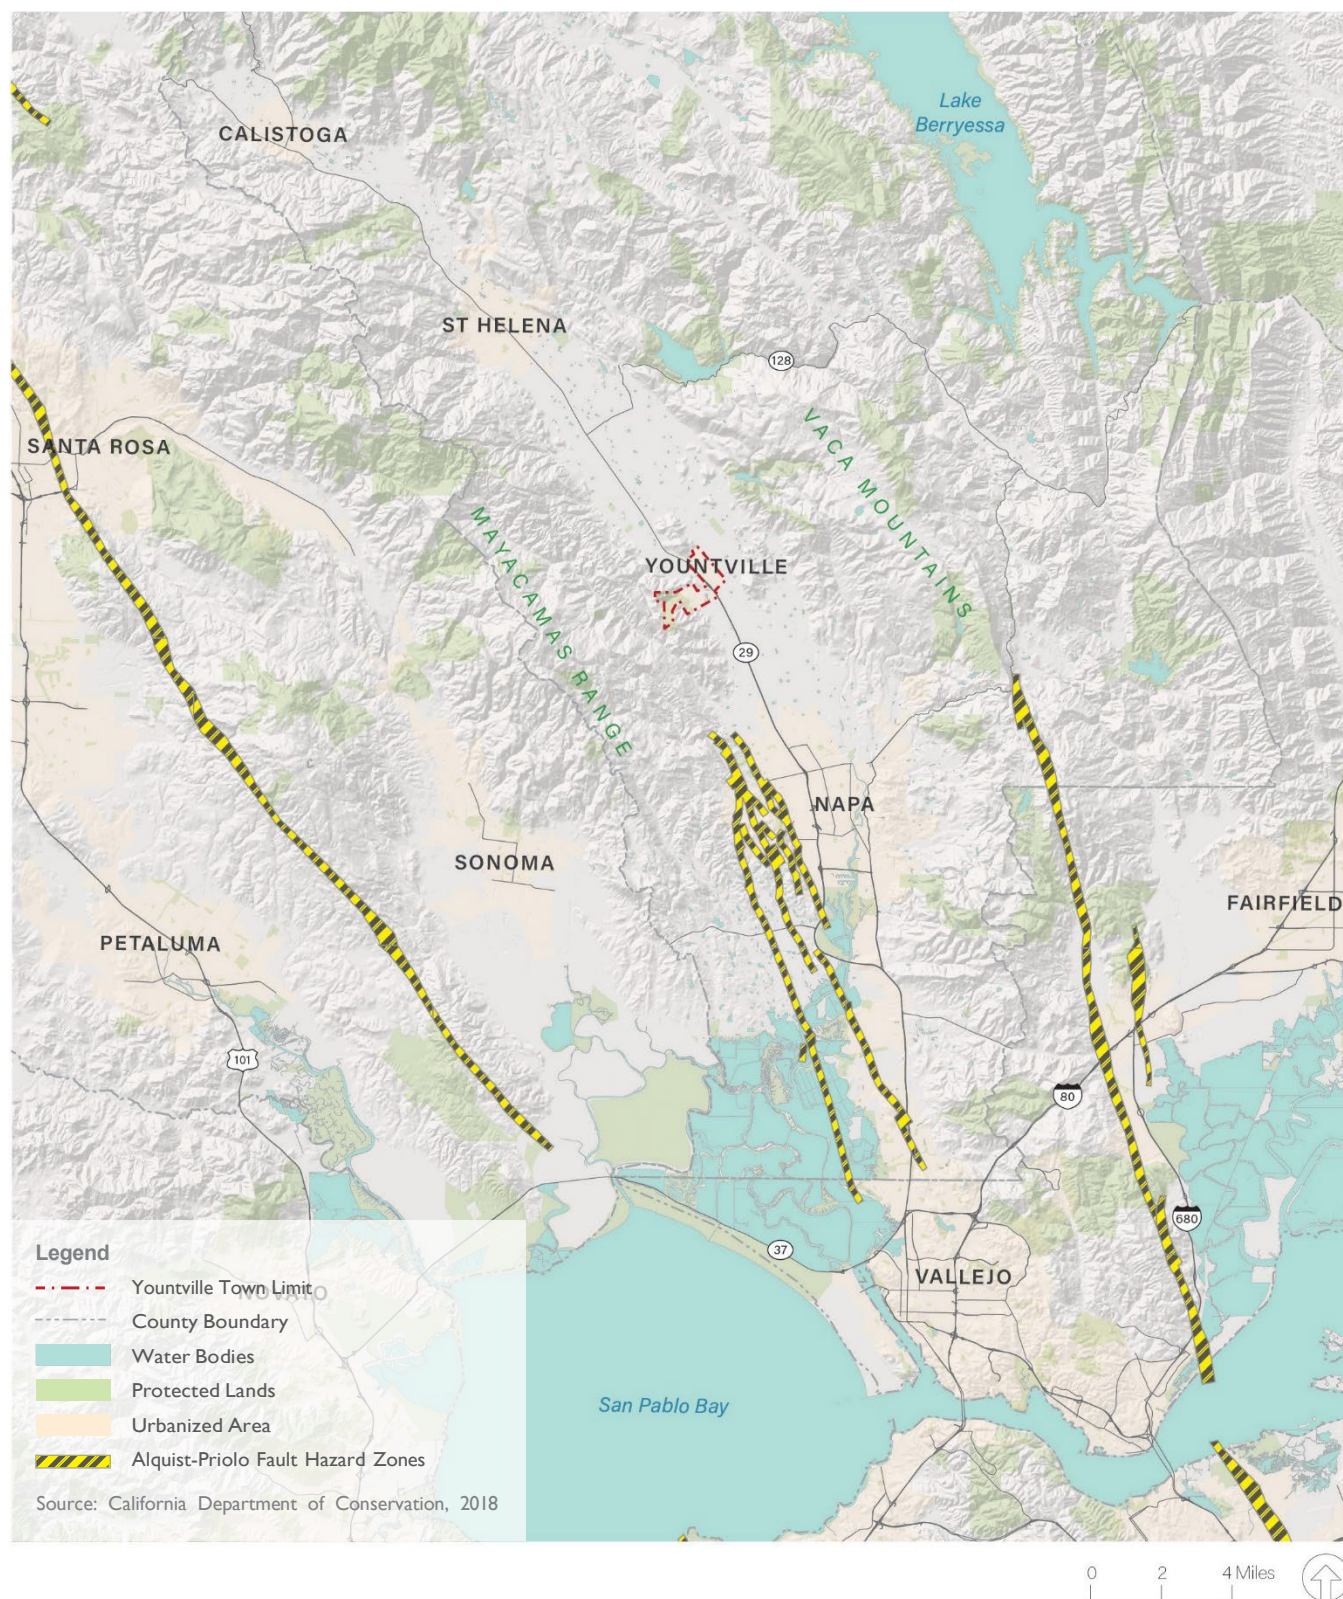 Lake
Berryessa
CALISTOGA
ST HELENA
128
VACA MOUNTAINS
SANTA ROSA
MAYACAMAS RANGE
YOUNTVILLE
29
NAPA
SONOMA
FAIRFIELD
PETALUMA
101
80
680
37
VALLEJO
San Pablo Bay
NOVATO
Legend
Yountville Town Limit
County Boundary
Water Bodies
Protected Lands
Urbanized Area
Alquist-Priolo Fault Hazard Zones
Source: California Department of Conservation, 2018
0 2 4 Miles